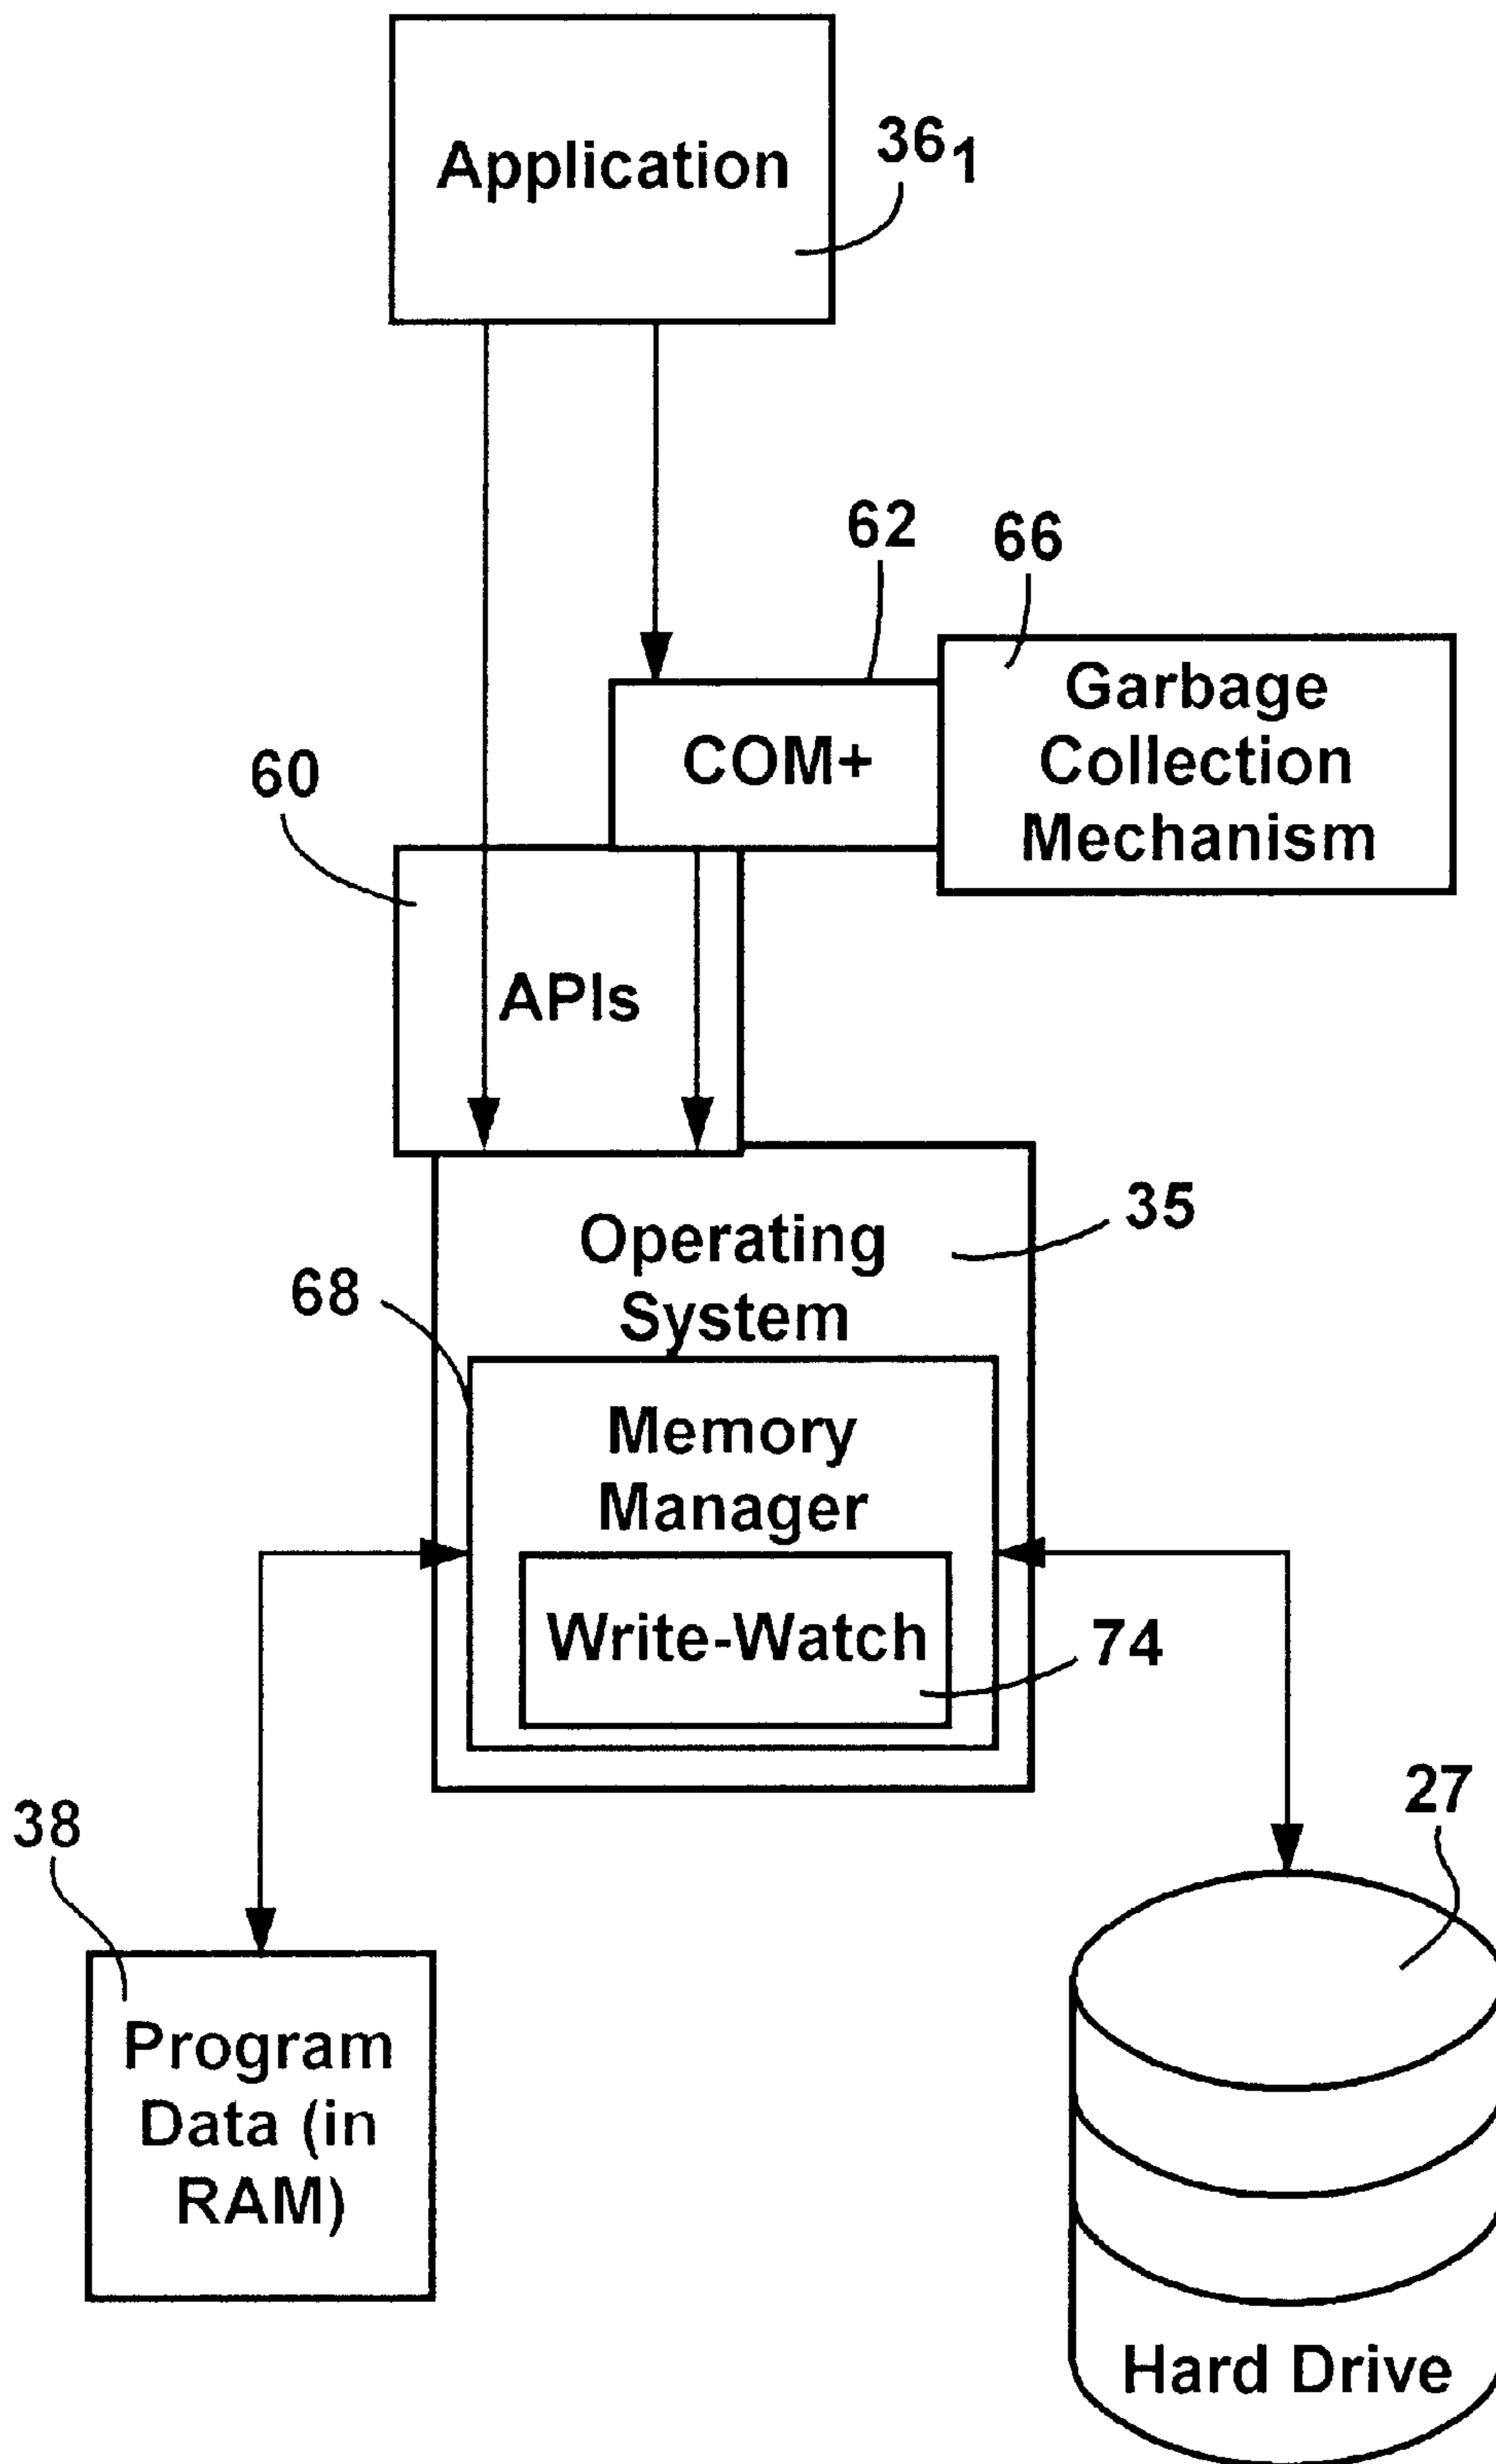 Application
36₁
62
66
Garbage
Collection
Mechanism
COM+
60
APIs
35
Operating
System
68
Memory
Manager
Write-Watch
74
27
38
Program
Data (in
RAM)
Hard Drive